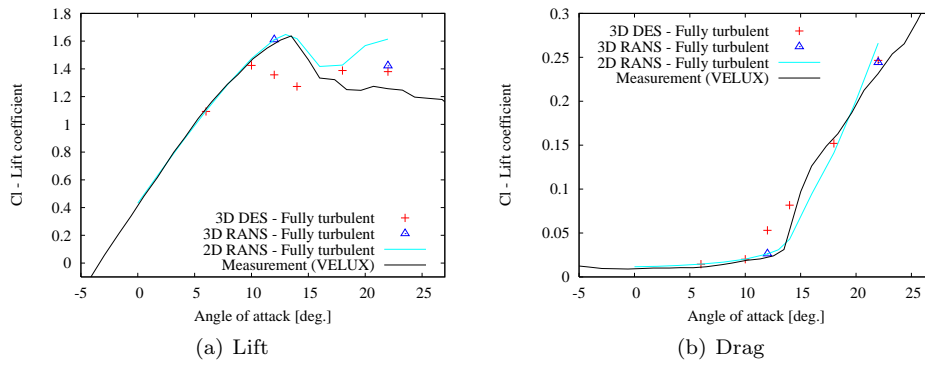 Cl - Lift coefficient
1.8
1.6
1.4
1.2
1
0.8
0.6
0.4
0.2
0
-5
0
5
10
15
20
25
Angle of attack [deg.]
3D DES - Fully turbulent
3D RANS - Fully turbulent
2D RANS - Fully turbulent
Measurement (VELUX)
(a) Lift
Cl - Lift coefficient
0.3
0.25
0.2
0.15
0.1
0.05
0
-5
0
5
10
15
20
25
Angle of attack [deg.]
3D DES - Fully turbulent
3D RANS - Fully turbulent
2D RANS - Fully turbulent
Measurement (VELUX)
(b) Drag